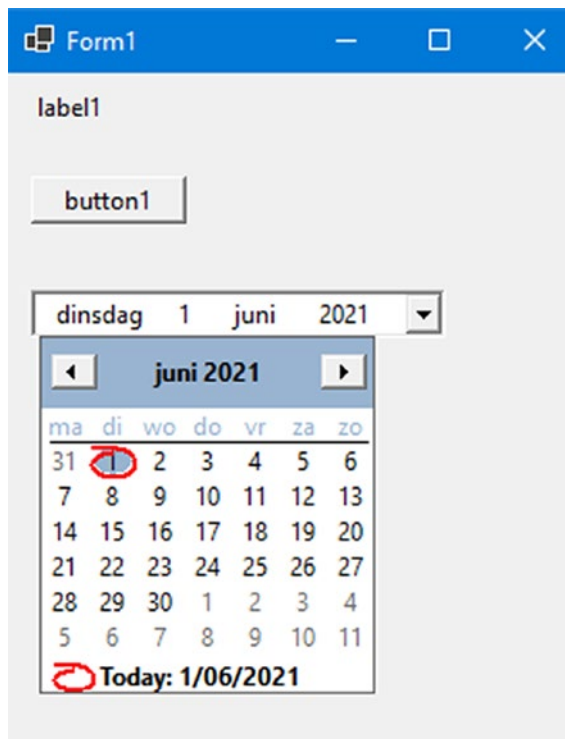 Form1
label1
button1
dinsdag 1 juni 2021
juni 2021
ma di wo do vr za zo
31 1 2 3 4 5 6
7 8 9 10 11 12 13
14 15 16 17 18 19 20
21 22 23 24 25 26 27
28 29 30 1 2 3 4
5 6 7 8 9 10 11
Today: 1/06/2021